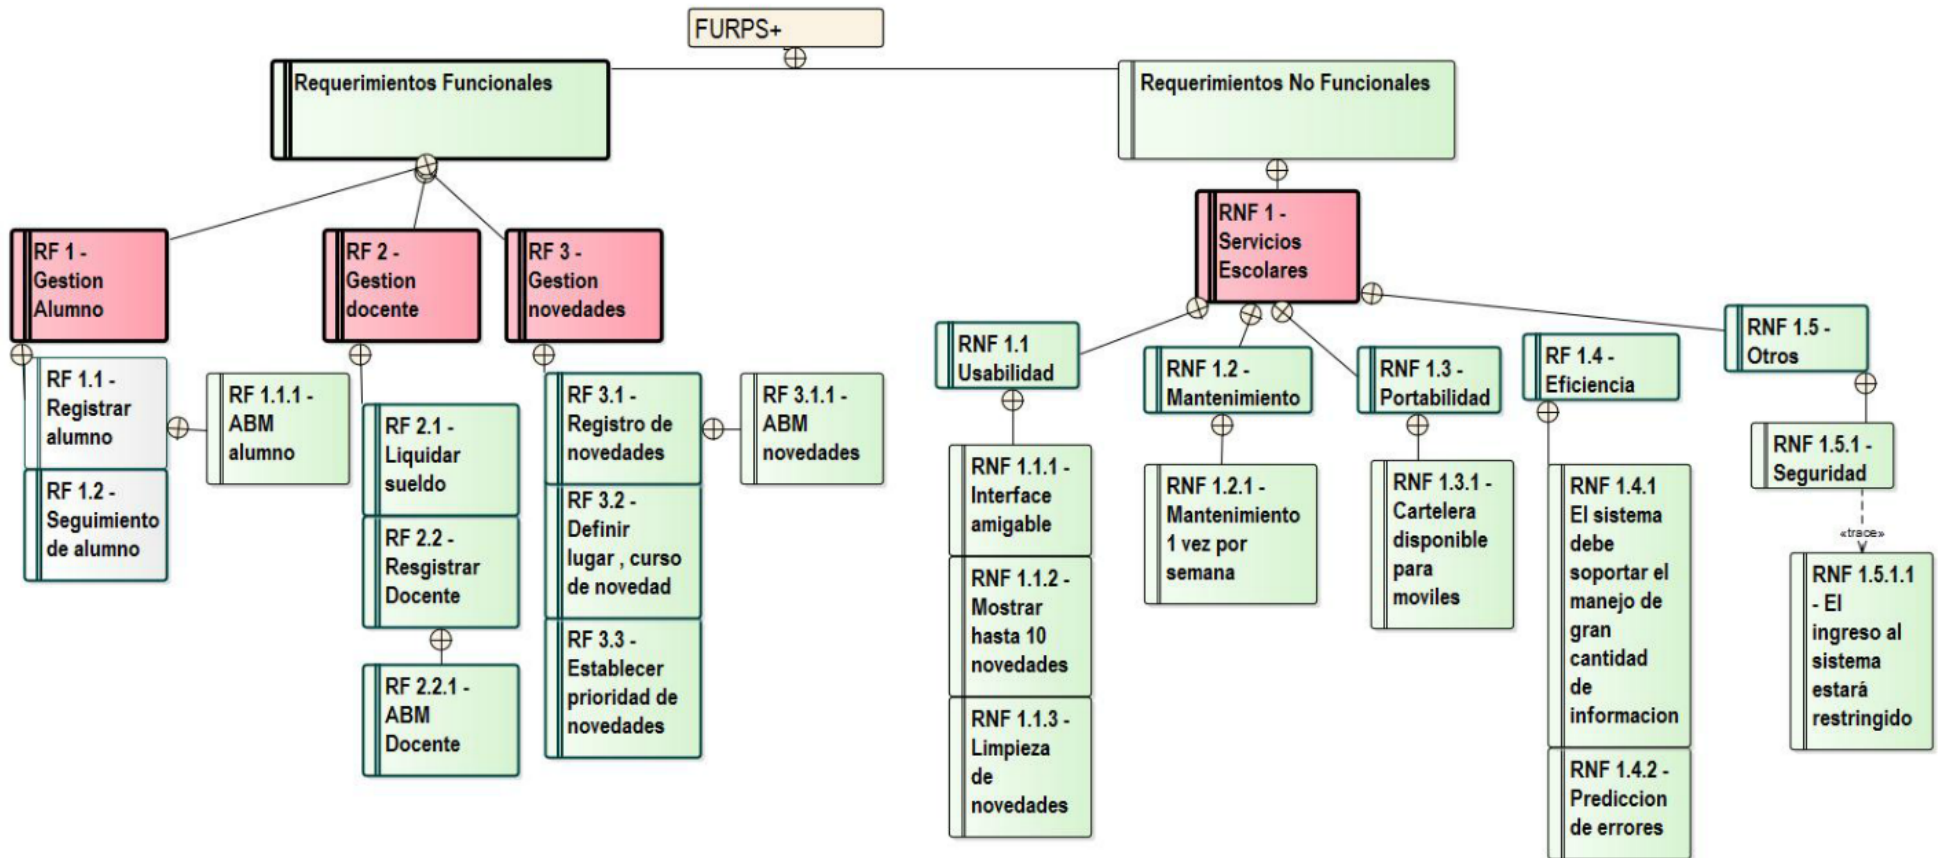 FURPS+
Requerimientos Funcionales
Requerimientos No Funcionales
RF 1 -
Gestion
Alumno
RF 2 -
Gestion
docente
RF 3 -
Gestion
novedades
RNF 1 -
Servicios
Escolares
RF 1.1 -
Registrar
alumno
RF 1.2 -
Seguimiento
de alumno
RF 1.1.1 -
ABM
alumno
RF 2.1 -
Liquidar
sueldo
RF 2.2 -
Resgistrar
Docente
RF 2.2.1 -
ABM
Docente
RF 3.1 -
Registro de
novedades
RF 3.2 -
Definir
lugar , curso
de novedad
RF 3.3 -
Establecer
prioridad de
novedades
RF 3.1.1 -
ABM
novedades
RNF 1.1
Usabilidad
RNF 1.1.1 -
Interface
amigable
RNF 1.1.2 -
Mostrar
hasta 10
novedades
RNF 1.1.3 -
Limpieza
de
novedades
RNF 1.2 -
Mantenimiento
RNF 1.2.1 -
Mantenimiento
1 vez por
semana
RNF 1.3 -
Portabilidad
RNF 1.3.1 -
Cartelera
disponible
para
moviles
RF 1.4 -
Eficiencia
RNF 1.4.1
El sistema
debe
soportar el
manejo de
gran
cantidad
de
informacion
RNF 1.4.2 -
Prediccion
de errores
RNF 1.5 -
Otros
RNF 1.5.1 -
Seguridad
«trace»
RNF 1.5.1.1
- El
ingreso al
sistema
estará
restringido